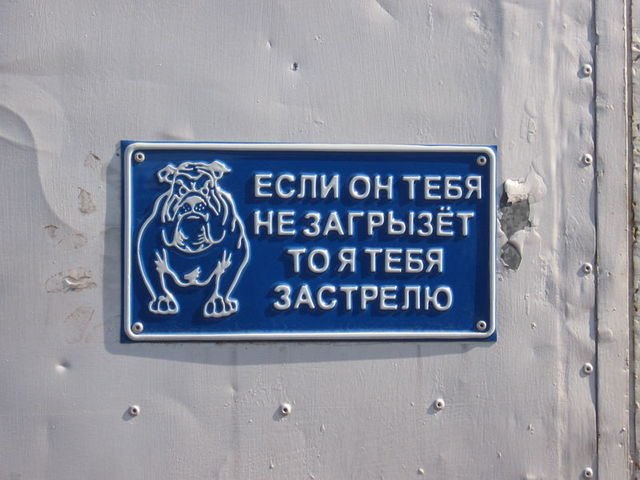 ЕСЛИ ОН ТЕБЯ
НЕ ЗАГРЫЗЁТ
ТО Я ТЕБЯ
ЗАСТРЕЛЮ